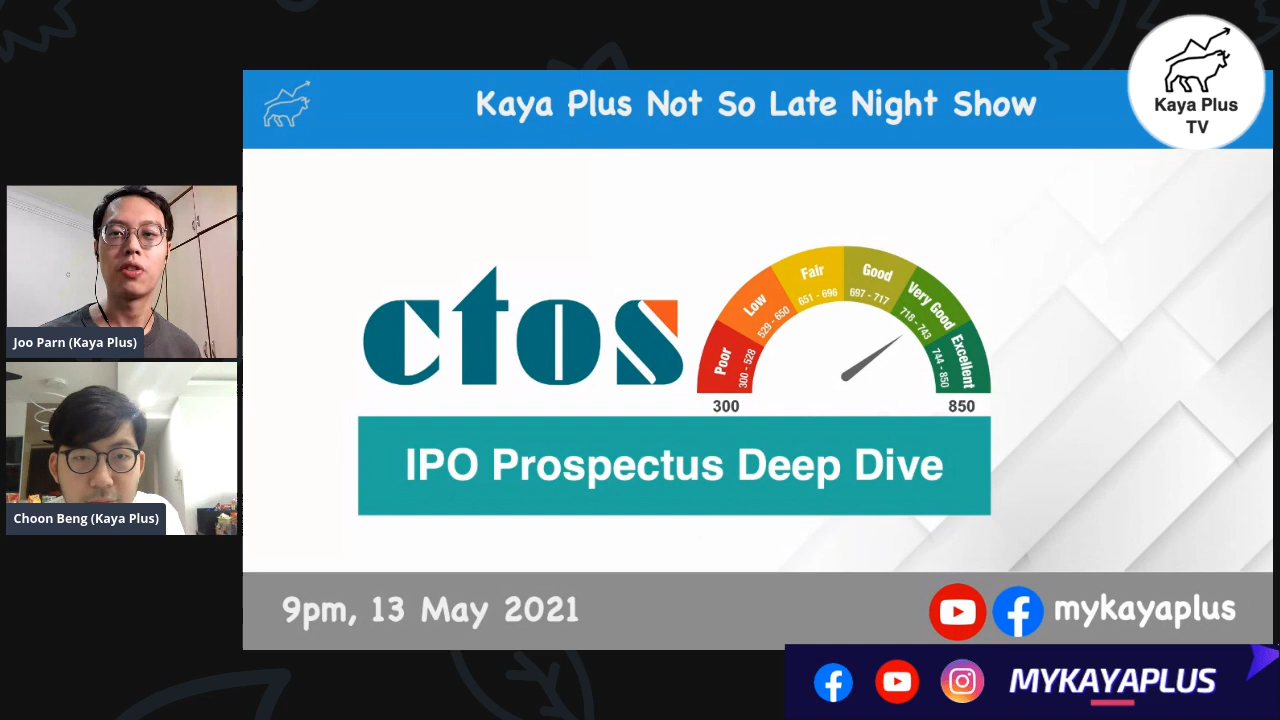 Kaya Plus Not So Late Night Show
Kaya Plus
TV
Joo Parn (Kaya Plus)
Choon Beng (Kaya Plus)
ctos
Poor
300 - 528
Low
529 - 650
Fair
651 - 696
Good
697 - 717
Very Good
718 - 743
Excellent
744 - 850
300
850
IPO Prospectus Deep Dive
9pm, 13 May 2021
mykayaplus
MYKAYAPLUS